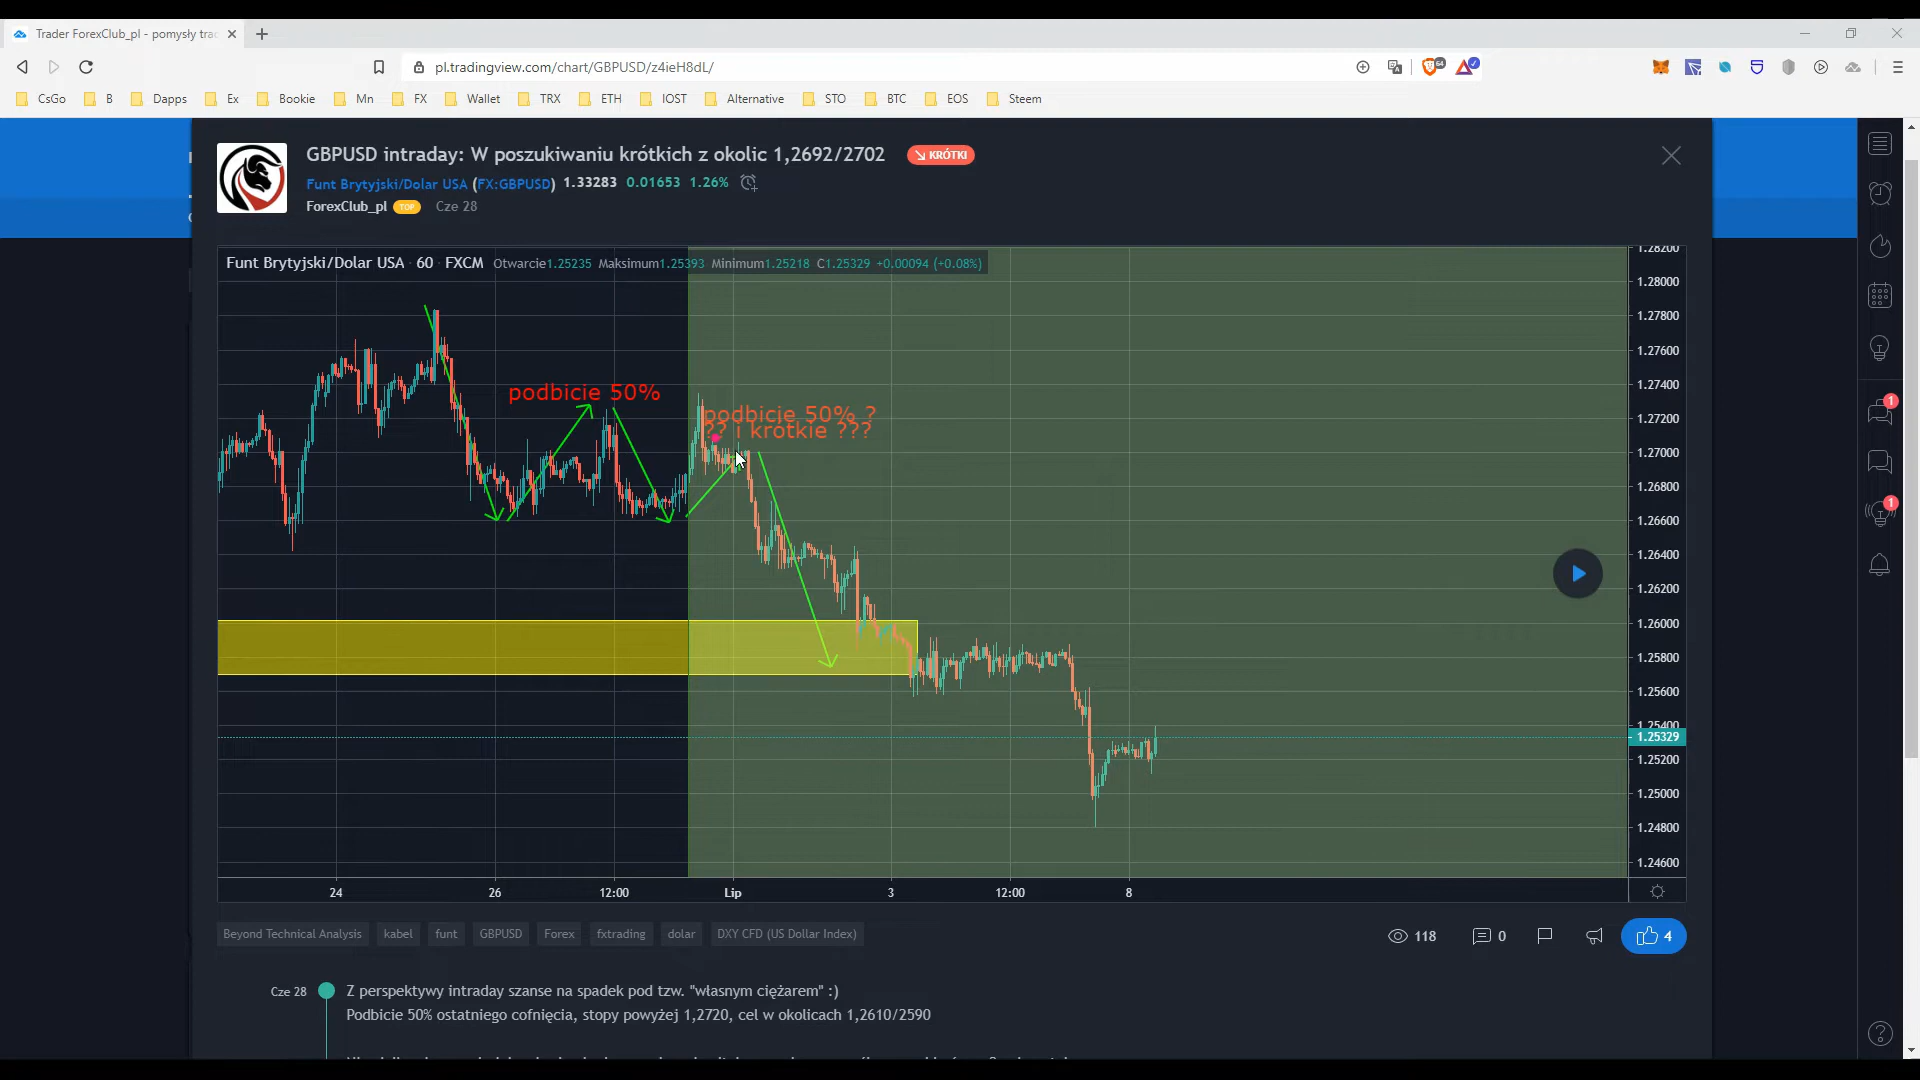 Trader ForexClub_pl - pomysły trac
pl.tradingview.com/chart/GBPUSD/z4ieH8dL/
64
CsGo B Dapps Ex Bookie Mn FX Wallet TRX ETH IOST Alternative STO BTC EOS Steem
GBPUSD intraday: W poszukiwaniu krótkich z okolic 1,2692/2702
KRÓTKI
Funt Brytyjski/Dolar USA (FX:GBPUSD) 1.33283 0.01653 1.26%
ForexClub_pl TOP Cze 28
Funt Brytyjski/Dolar USA · 60 · FXCM Otwarcie1.25235 Maksimum1.25393 Minimum1.25218 C1.25329 +0.00094 (+0.08%)
podbicie 50%
podbicie 50% ?
?? i krótkie ???
1.28200
1.28000
1.27800
1.27600
1.27400
1.27200
1.27000
1.26800
1.26600
1.26400
1.26200
1.26000
1.25800
1.25600
1.25400
1.25329
1.25200
1.25000
1.24800
1.24600
24 26 12:00 Lip 3 12:00 8
1
1
Beyond Technical Analysis kabel funt GBPUSD Forex fxtrading dolar DXY CFD (US Dollar Index)
118 0 4
Cze 28
Z perspektywy intraday szanse na spadek pod tzw. "własnym ciężarem" :)
Podbicie 50% ostatniego cofnięcia, stopy powyżej 1,2720, cel w okolicach 1,2610/2590